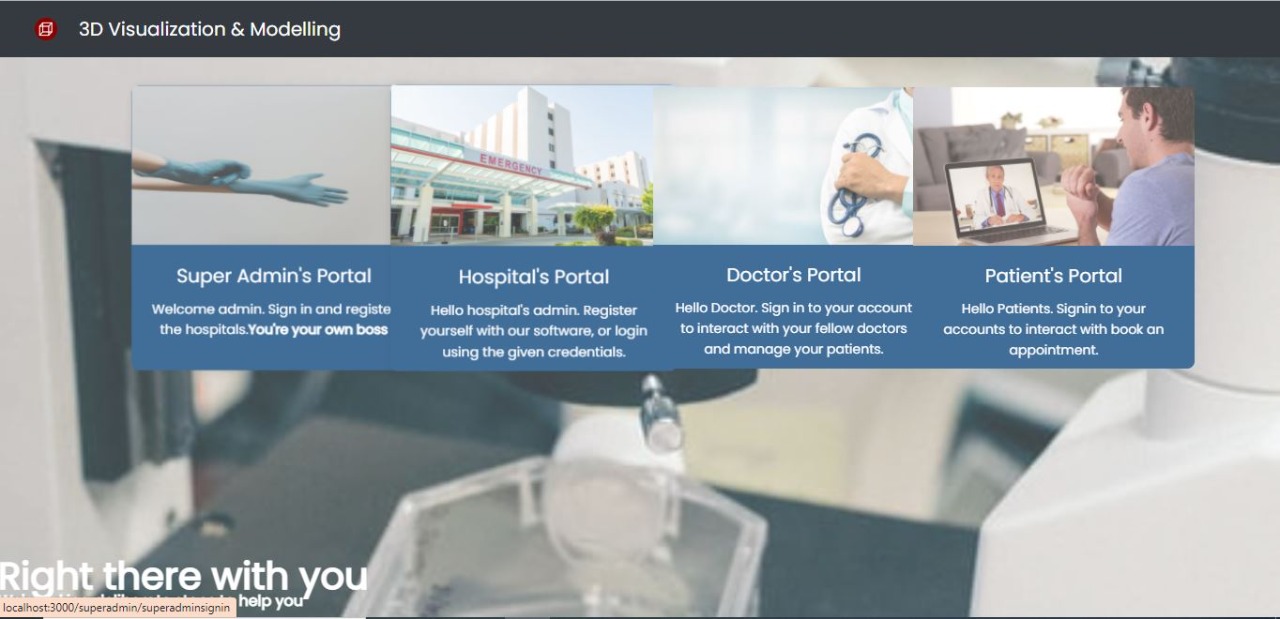 3D Visualization & Modelling
EMERGENCY
Super Admin's Portal
Welcome admin. Sign in and registe
the hospitals.You're your own boss
Hospital's Portal
Hello hospital's admin. Register
yourself with our software, or login
using the given credentials.
Doctor's Portal
Hello Doctor. Sign in to your account
to interact with your fellow doctors
and manage your patients.
Patient's Portal
Hello Patients. Signin to your
accounts to interact with book an
appointment.
Right there with you
help you
localhost:3000/superadmin/superadminsignin